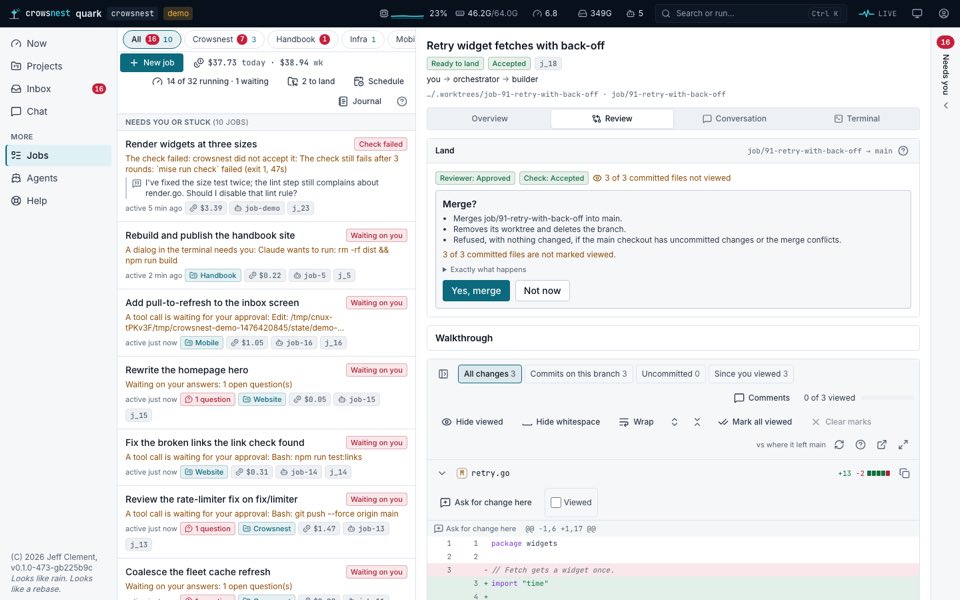 crowsnest quark crowsnest demo 23% 46.2G/64.0G 6.8 349G 5 Search or run... Ctrl K LIVE
Now
Projects
Inbox 16
Chat
MORE
Jobs
Agents
Help
(C) 2026 Jeff Clement,
v0.1.0-473-gb225b9c
Looks like rain. Looks
like a rebase.
All 16 10 Crowsnest 7 3 Handbook 1 Infra 1 Mobi
+ New job $37.73 today · $38.94 wk
14 of 32 running · 1 waiting 2 to land Schedule
Journal
NEEDS YOU OR STUCK (10 JOBS)
Render widgets at three sizes Check failed
The check failed: crowsnest did not accept it: The check still fails after 3
rounds: `mise run check` failed (exit 1, 47s)
I've fixed the size test twice; the lint step still complains about
render.go. Should I disable that lint rule?
active 5 min ago $3.39 job-demo j_23
Rebuild and publish the handbook site Waiting on you
A dialog in the terminal needs you: Claude wants to run: rm -rf dist &&
npm run build
active 2 min ago Handbook $0.22 job-5 j_5
Add pull-to-refresh to the inbox screen Waiting on you
A tool call is waiting for your approval: Edit: /tmp/cnux-
tPKv3F/tmp/crowsnest-demo-1476420845/state/demo-...
active just now Mobile $1.05 job-16 j_16
Rewrite the homepage hero Waiting on you
Waiting on your answers: 1 open question(s)
active just now 1 question Website $0.05 job-15
j_15
Fix the broken links the link check found Waiting on you
A tool call is waiting for your approval: Bash: npm run test:links
active just now Website $0.31 job-14 j_14
Review the rate-limiter fix on fix/limiter Waiting on you
A tool call is waiting for your approval: Bash: git push --force origin main
active just now 1 question Crowsnest $1.47 job-13
j_13
Coalesce the fleet cache refresh Waiting on you
Waiting on your answers: 1 open question(s)
Retry widget fetches with back-off
Ready to land Accepted j_18
you → orchestrator → builder
…/.worktrees/job-91-retry-with-back-off · job/91-retry-with-back-off
Overview Review Conversation Terminal
Land job/91-retry-with-back-off → main
Reviewer: Approved Check: Accepted 3 of 3 committed files not viewed
Merge?
• Merges job/91-retry-with-back-off into main.
• Removes its worktree and deletes the branch.
• Refused, with nothing changed, if the main checkout has uncommitted changes or the merge conflicts.
3 of 3 committed files are not marked viewed.
Exactly what happens
Yes, merge Not now
Walkthrough
All changes 3 Commits on this branch 3 Uncommitted 0 Since you viewed 3
Comments 0 of 3 viewed
Hide viewed Hide whitespace Wrap Mark all viewed Clear marks
vs where it left main
M retry.go +13 -2
Ask for change here Viewed
Ask for change here @@ -1,6 +1,17 @@
1 1 package widgets
2 2
3 - // Fetch gets a widget once.
3 + import "time"
4 +
16
Needs you